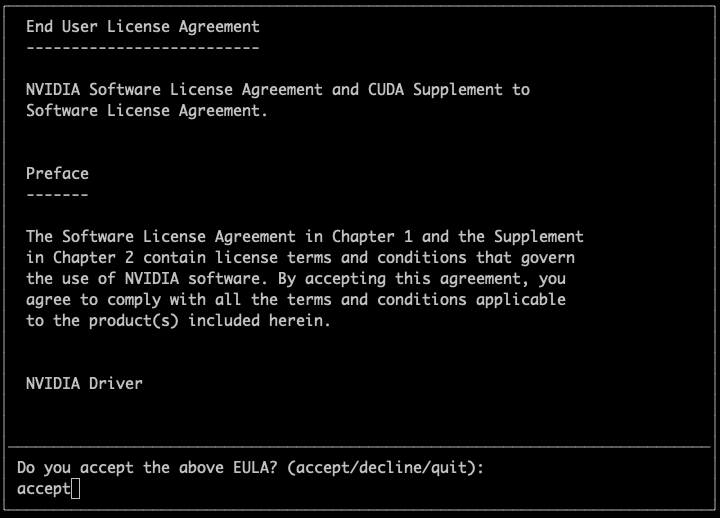 End User License Agreement
--------------------------
NVIDIA Software License Agreement and CUDA Supplement to
Software License Agreement.
Preface
-------
The Software License Agreement in Chapter 1 and the Supplement
in Chapter 2 contain license terms and conditions that govern
the use of NVIDIA software. By accepting this agreement, you
agree to comply with all the terms and conditions applicable
to the product(s) included herein.
NVIDIA Driver
Do you accept the above EULA? (accept/decline/quit):
accept